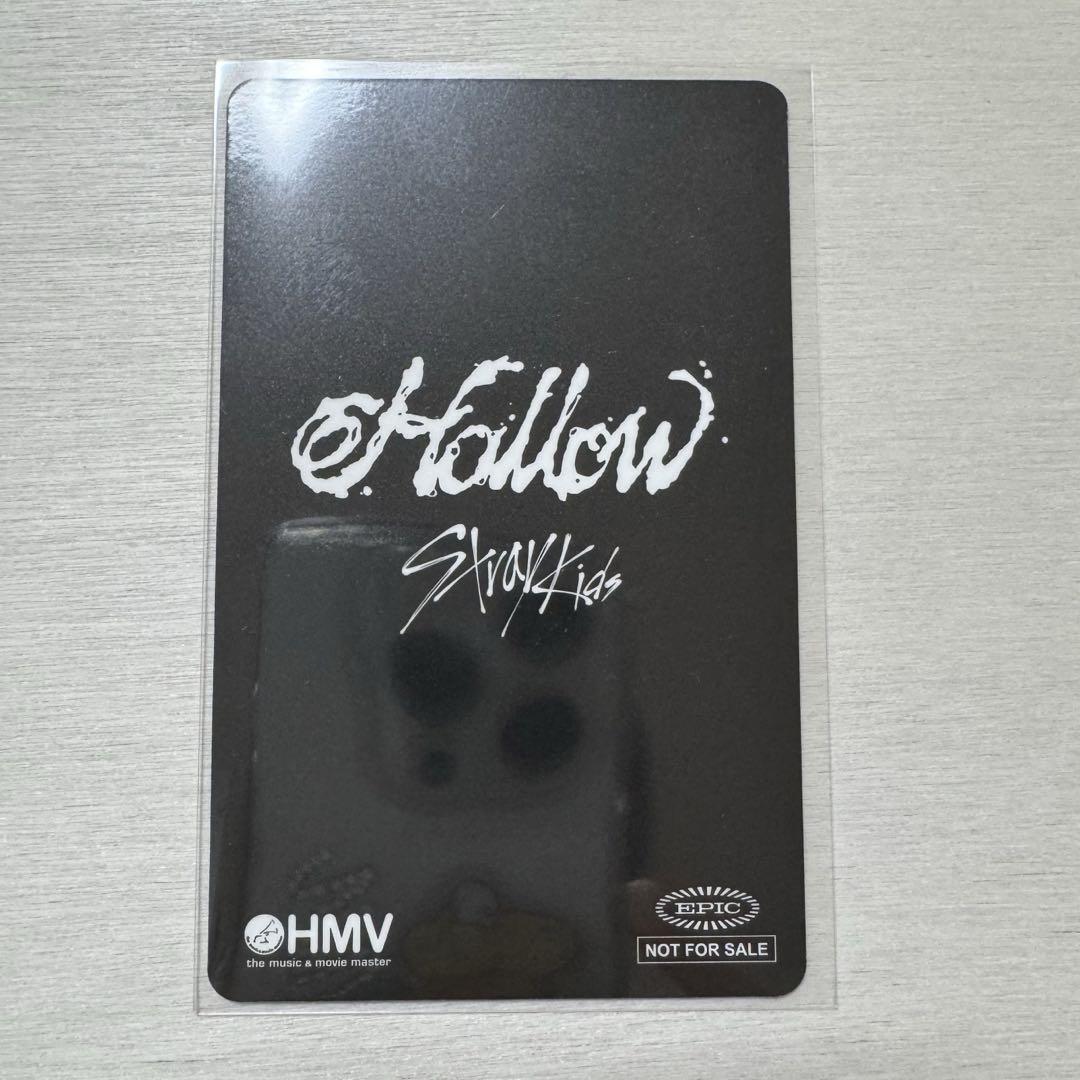 Hollow
Stray Kids
HMV
the music & movie master
EPIC
NOT FOR SALE